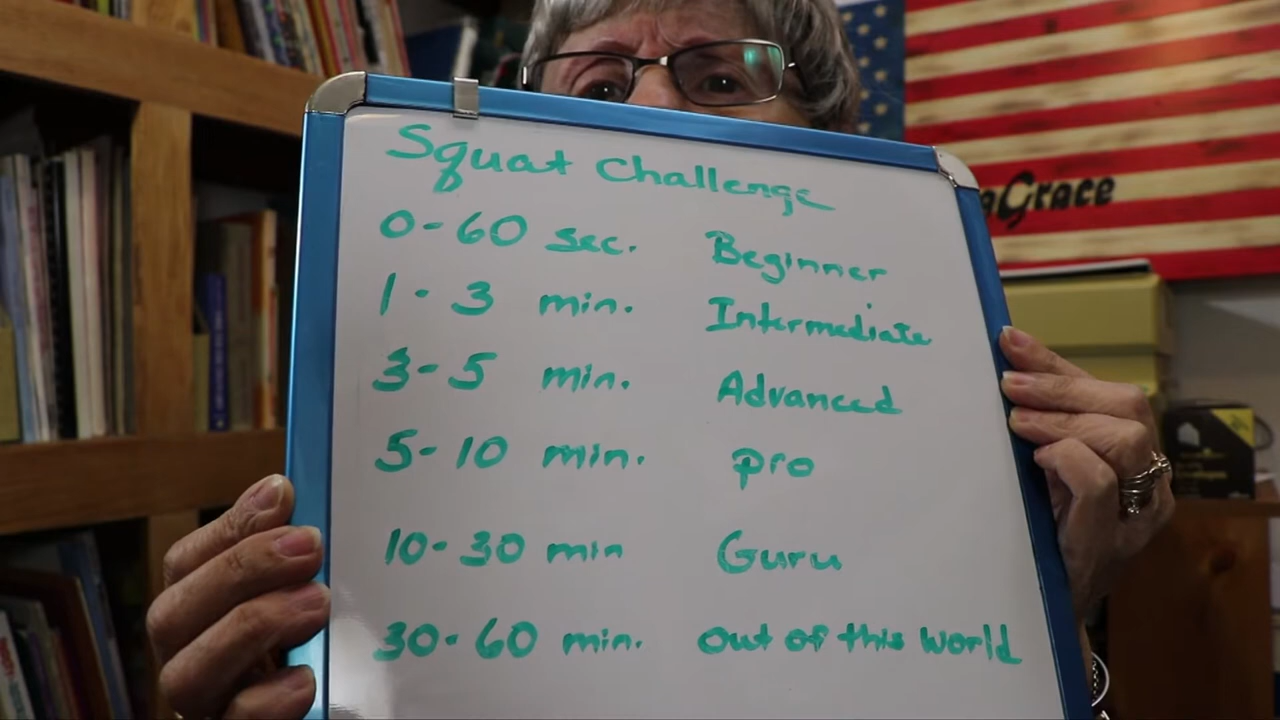 Squat Challenge
0-60 sec. Beginner
1-3 min. Intermediate
3-5 min. Advanced
5-10 min. pro
10-30 min Guru
30-60 min. out of this world
aGrace